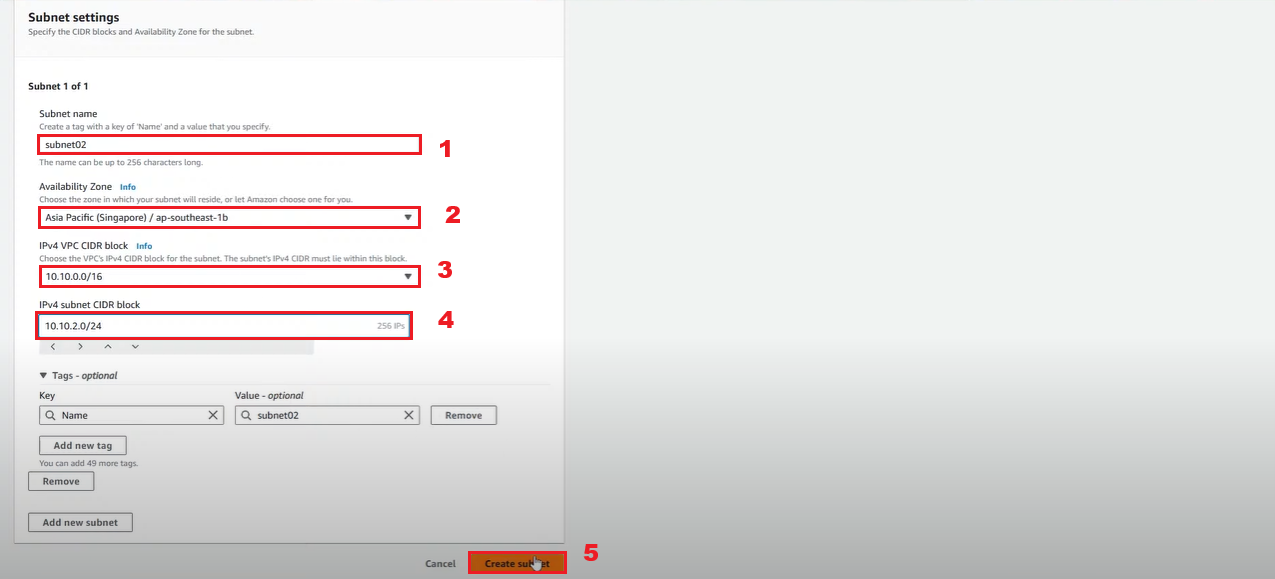 Subnet settings
Specify the CIDR blocks and Availability Zone for the subnet.
Subnet 1 of 1
Subnet name
Create a tag with a key of 'Name' and a value that you specify.
subnet02
1
The name can be up to 256 characters long.
Availability Zone Info
Choose the zone in which your subnet will reside, or let Amazon choose one for you.
Asia Pacific (Singapore) / ap-southeast-1b
2
IPv4 VPC CIDR block Info
Choose the VPC's IPv4 CIDR block for the subnet. The subnet's IPv4 CIDR must lie within this block.
10.10.0.0/16
3
IPv4 subnet CIDR block
10.10.2.0/24 256 IPs
4
Tags - optional
Key Value - optional
Name subnet02 Remove
Add new tag
You can add 49 more tags.
Remove
Add new subnet
Cancel Create subnet
5